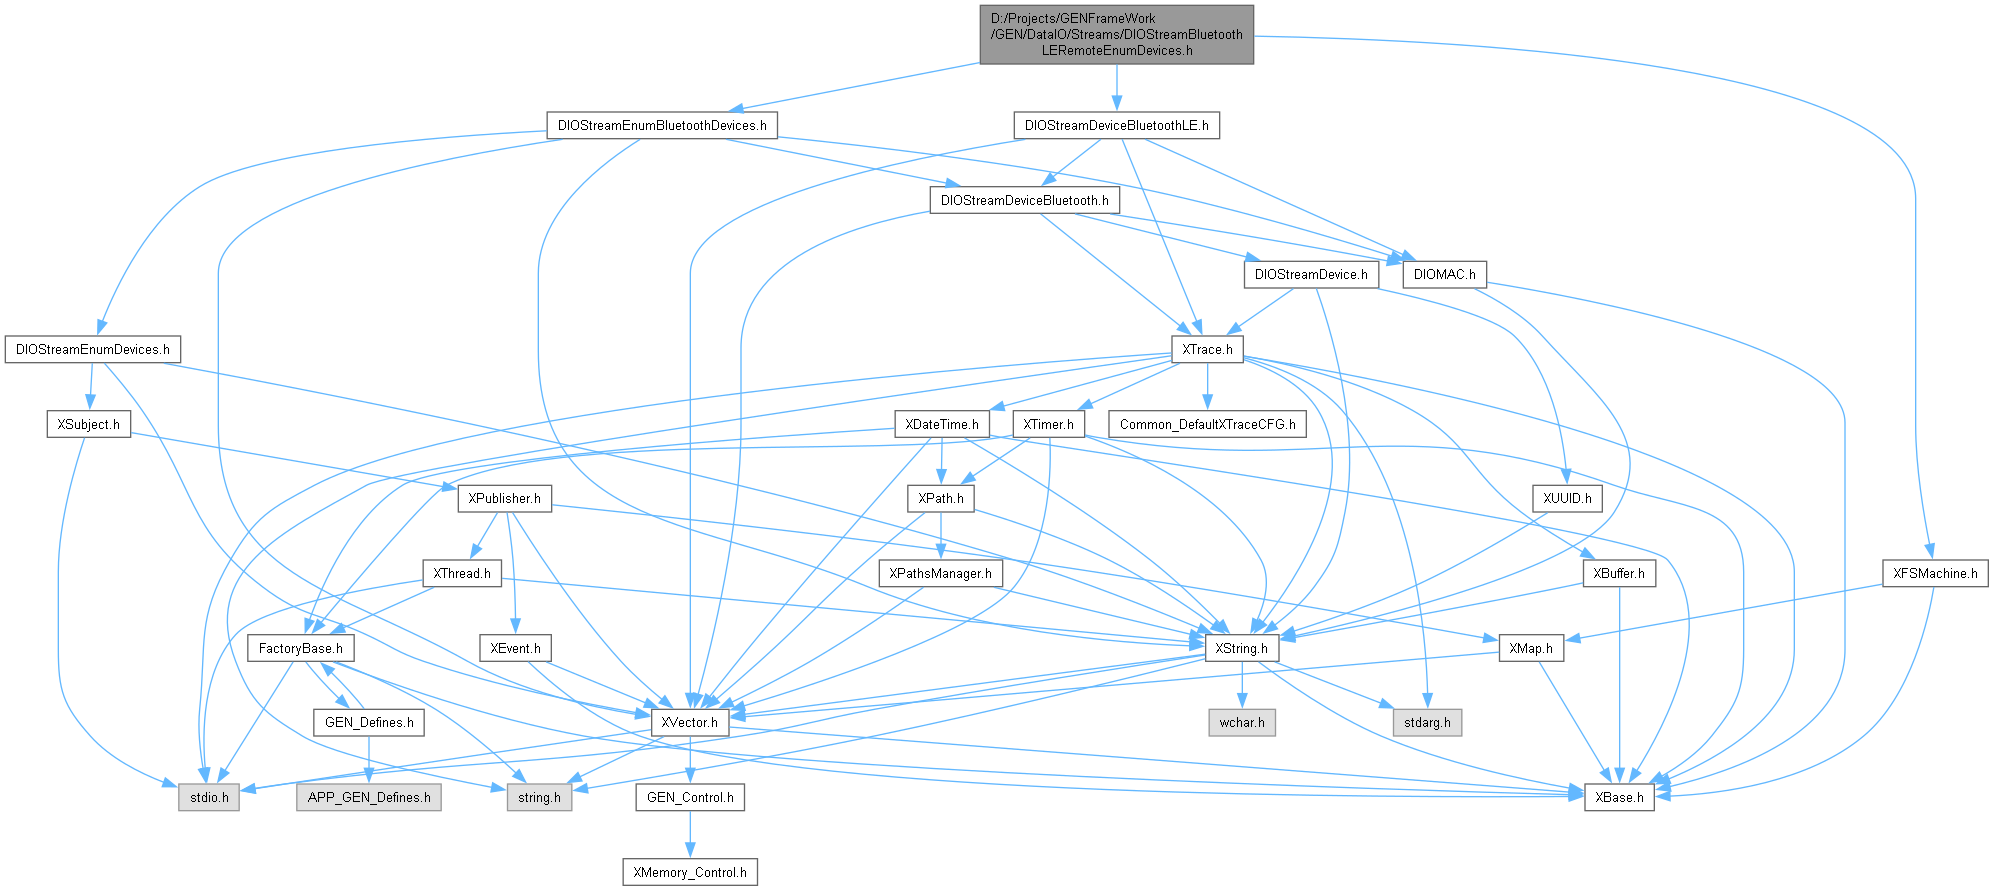 D:/Projects/GENFrameWork
/GEN/DataIO/Streams/DIOStreamBluetooth
LERemoteEnumDevices.h
DIOStreamEnumBluetoothDevices.h
DIOStreamDeviceBluetoothLE.h
DIOStreamDeviceBluetooth.h
DIOStreamDevice.h
DIOMAC.h
DIOStreamEnumDevices.h
XTrace.h
XSubject.h
XDateTime.h
XTimer.h
Common_DefaultXTraceCFG.h
XPublisher.h
XPath.h
XUUID.h
XThread.h
XPathsManager.h
XBuffer.h
XFSMachine.h
FactoryBase.h
XEvent.h
XString.h
XMap.h
GEN_Defines.h
XVector.h
wchar.h
stdarg.h
stdio.h
APP_GEN_Defines.h
string.h
GEN_Control.h
XBase.h
XMemory_Control.h